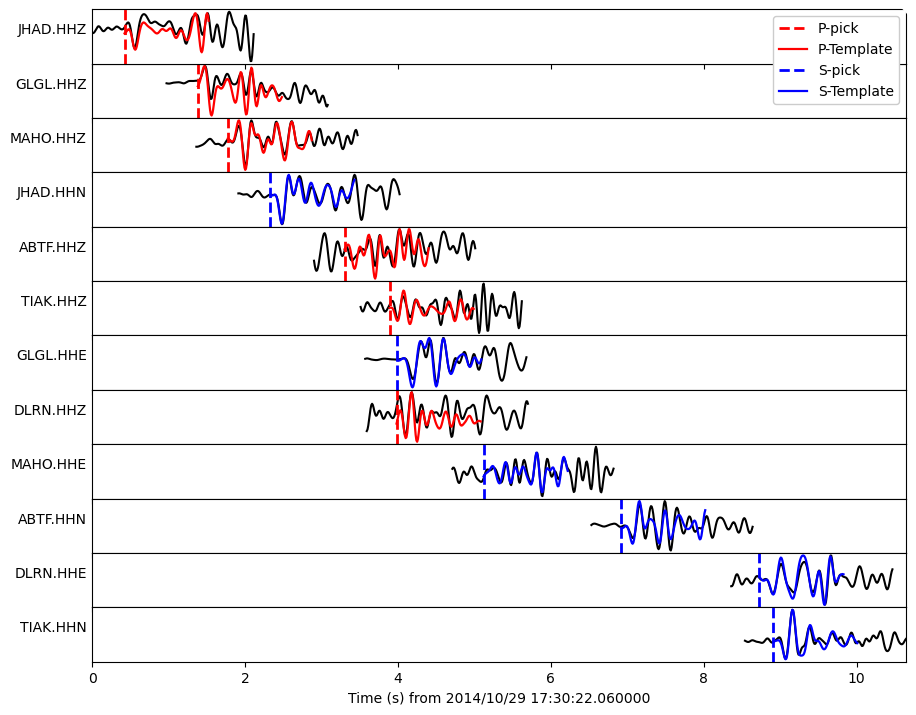 JHAD.HHZ
GLGL.HHZ
MAHO.HHZ
JHAD.HHN
ABTF.HHZ
TIAK.HHZ
GLGL.HHE
DLRN.HHZ
MAHO.HHE
ABTF.HHN
DLRN.HHE
TIAK.HHN
P-pick
P-Template
S-pick
S-Template
0 2 4 6 8 10
Time (s) from 2014/10/29 17:30:22.060000